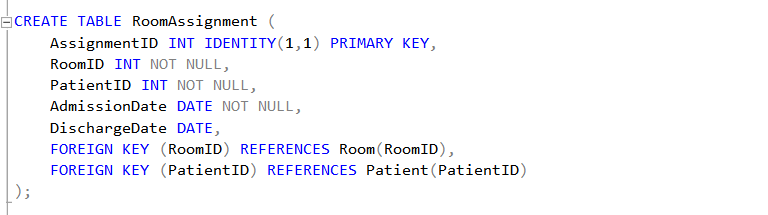 CREATE TABLE RoomAssignment (
    AssignmentID INT IDENTITY(1,1) PRIMARY KEY,
    RoomID INT NOT NULL,
    PatientID INT NOT NULL,
    AdmissionDate DATE NOT NULL,
    DischargeDate DATE,
    FOREIGN KEY (RoomID) REFERENCES Room(RoomID),
    FOREIGN KEY (PatientID) REFERENCES Patient(PatientID)
);